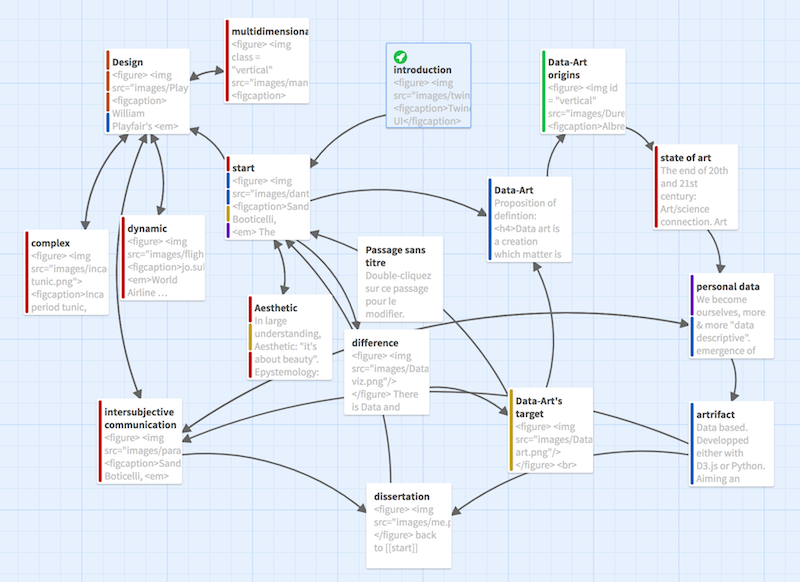 multidimensiona
<figure> <img
class =
"vertical"
src="images/man
<figcaption>
Design
<figure> <img
src="images/Play
<figcaption>
William
Playfair's <em>
introduction
<figure> <img
src="images/twin
<figcaption>Twine
UI</figcaption>
Data-Art
origins
<figure> <img id
= "vertical"
src="images/Dure
<figcaption>Albre
start
<figure> <img
src="images/dant
<figcaption>Sand
Booticelli,
<em> The
state of art
The end of 20th
and 21st
century:
Art/science
connection. Art
Data-Art
Proposition of
defintion:
<h4>Data art is
a creation
which matter is
complex
<figure> <img
src="images/inca
tunic.png">
<figcaption>Inca
period tunic,
dynamic
<figure> <img
src="images/fligh
<figcaption>jo.sul
<em>World
Airline ...
Passage sans
titre
Double-cliquez
sur ce passage
pour le
modifier.
personal data
We become
ourselves, more
& more "data
descriptive".
emergence of
Aesthetic
In large
understanding,
Aesthetic: "it's
about beauty".
Epystemology:
difference
<figure> <img
src="images/Data
viz.png"/>
</figure> There
is Data and
Data-Art's
target
<figure> <img
src="images/Data
art.png"/>
</figure> <br>
intersubjective
communication
<figure> <img
src="images/para
<figcaption>Sand
Boticelli, <em>
artrifact
Data based.
Developped
either with
D3.js or Python.
Aiming an
dissertation
<figure> <img
src="images/me.p
</figure> back
to [[start]]